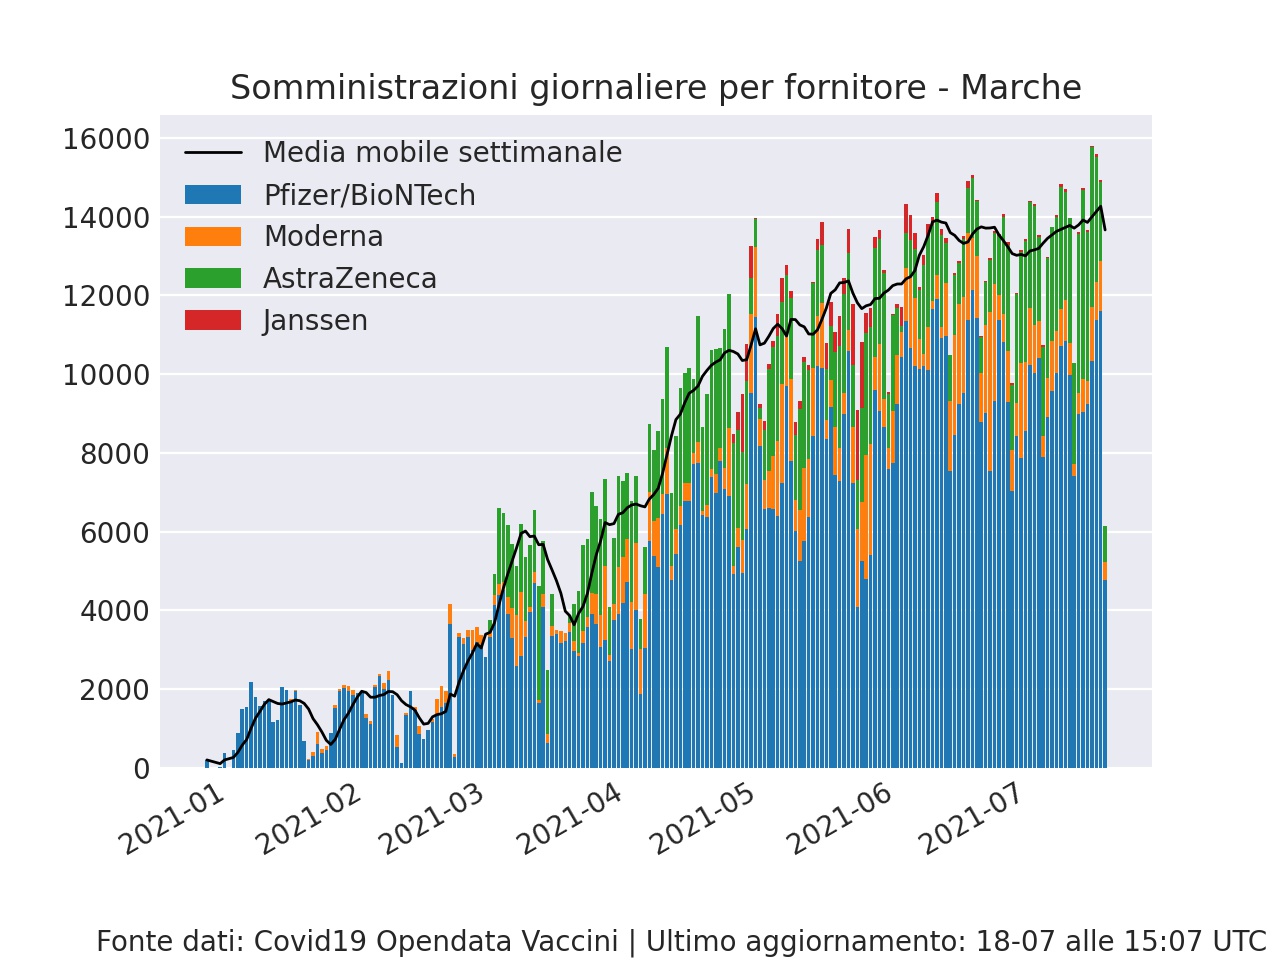 Somministrazioni giornaliere per fornitore - Marche
16000
14000
12000
10000
8000
6000
4000
2000
0
Media mobile settimanale
Pfizer/BioNTech
Moderna
AstraZeneca
Janssen
2021-01
2021-02
2021-03
2021-04
2021-05
2021-06
2021-07
Fonte dati: Covid19 Opendata Vaccini | Ultimo aggiornamento: 18-07 alle 15:07 UTC